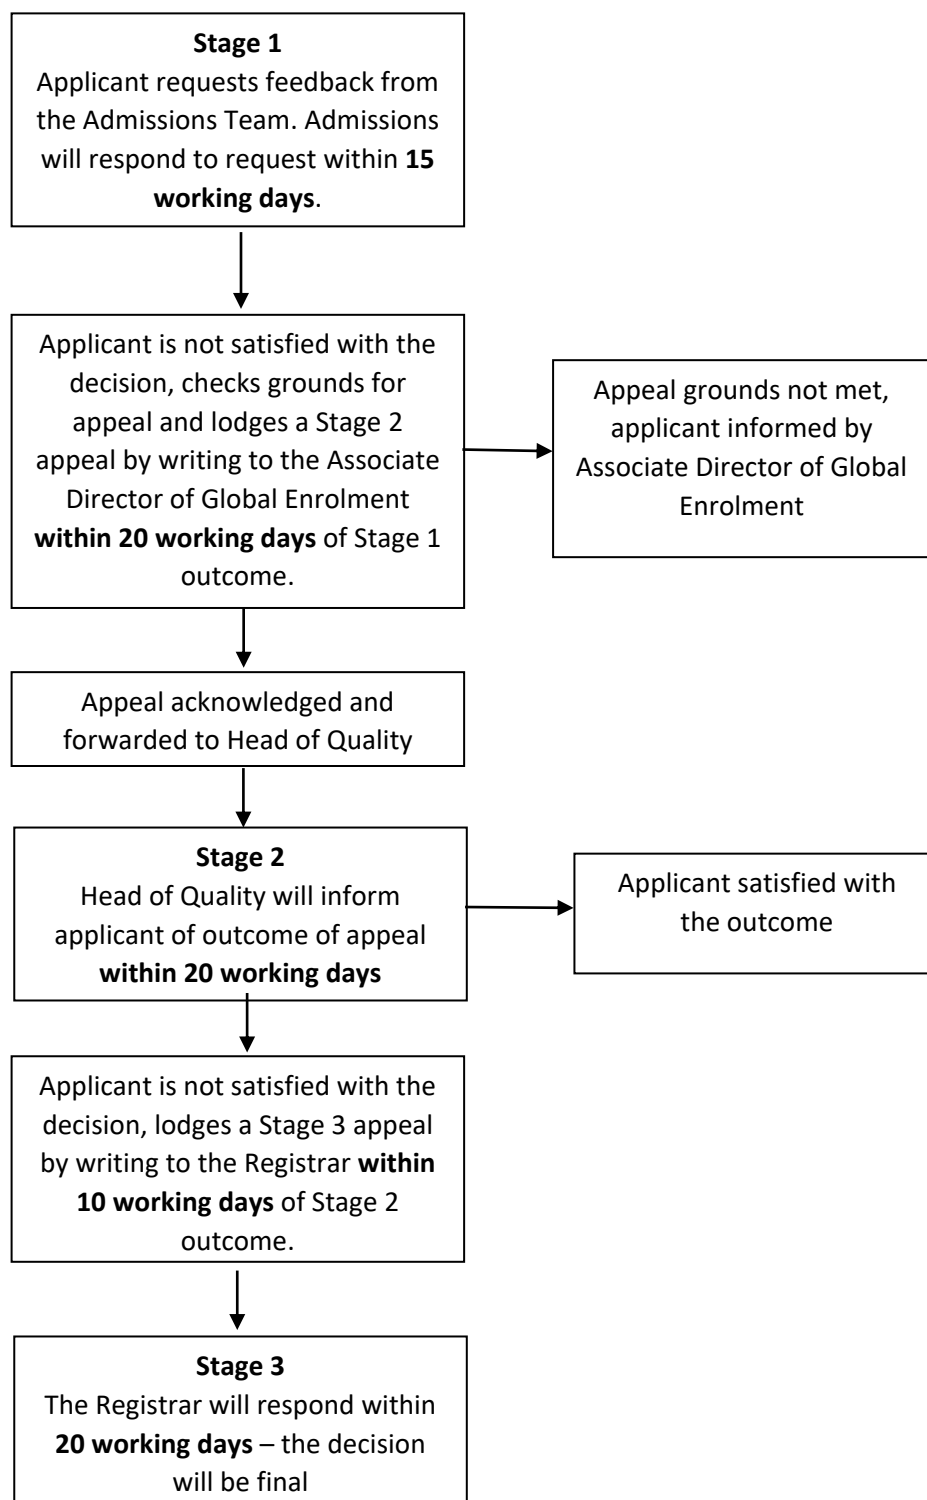 Stage 1
Applicant requests feedback from
the Admissions Team. Admissions
will respond to request within 15
working days.
Applicant is not satisfied with the
decision, checks grounds for
appeal and lodges a Stage 2
appeal by writing to the Associate
Director of Global Enrolment
within 20 working days of Stage 1
outcome.
Appeal grounds not met,
applicant informed by
Associate Director of Global
Enrolment
Appeal acknowledged and
forwarded to Head of Quality
Stage 2
Head of Quality will inform
applicant of outcome of appeal
within 20 working days
Applicant satisfied with
the outcome
Applicant is not satisfied with the
decision, lodges a Stage 3 appeal
by writing to the Registrar within
10 working days of Stage 2
outcome.
Stage 3
The Registrar will respond within
20 working days – the decision
will be final